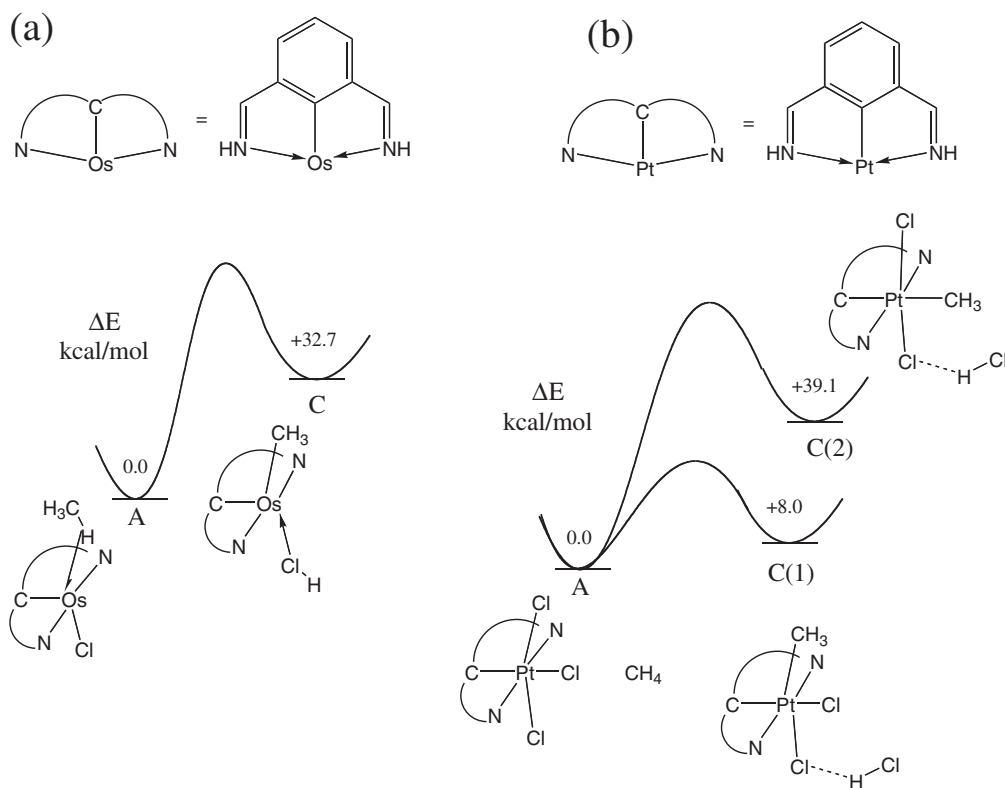 (a)
C
N
Os
N
=
HN
Os
NH
ΔE
kcal/mol
+32.7
C
0.0
A
H3C
H
N
C
Os
N
Cl
CH3
N
C
Os
N
Cl
H
(b)
C
N
Pt
N
=
HN
Pt
NH
Cl
N
C
Pt
CH3
N
Cl
H
Cl
ΔE
kcal/mol
+39.1
C(2)
+8.0
C(1)
0.0
A
Cl
N
C
Pt
Cl
N
Cl
CH4
CH3
N
C
Pt
Cl
N
Cl
H
Cl